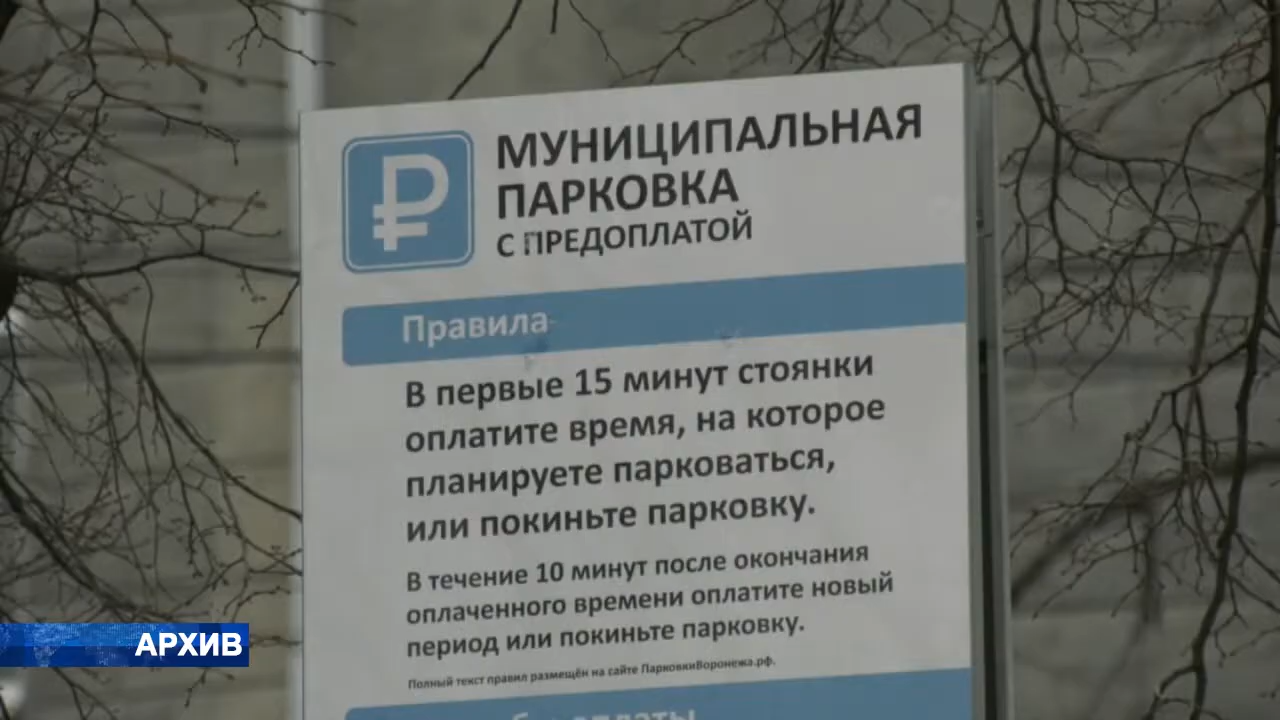 ₽
МУНИЦИПАЛЬНАЯ
ПАРКОВКА
С ПРЕДОПЛАТОЙ
Правила
В первые 15 минут стоянки
оплатите время, на которое
планируете парковаться,
или покиньте парковку.
В течение 10 минут после окончания
оплаченного времени оплатите новый
период или покиньте парковку.
Полный текст правил размещён на сайте ПарковкиВоронежа.рф.
АРХИВ